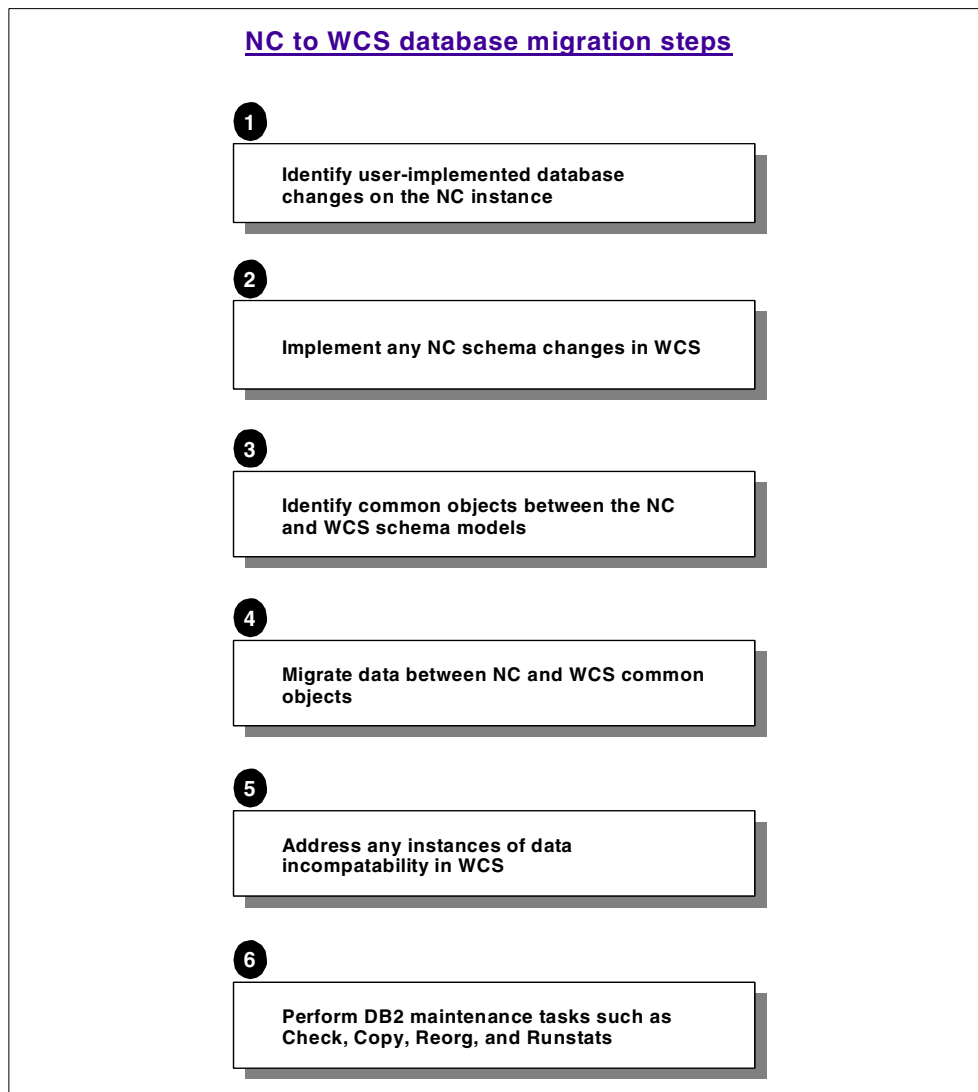 NC to WCS database migration steps
1
Identify user-implemented database
changes on the NC instance
2
Implement any NC schema changes in WCS
3
Identify common objects between the NC
and WCS schema models
4
Migrate data between NC and WCS common
objects
5
Address any instances of data
incompatability in WCS
6
Perform DB2 maintenance tasks such as
Check, Copy, Reorg, and Runstats